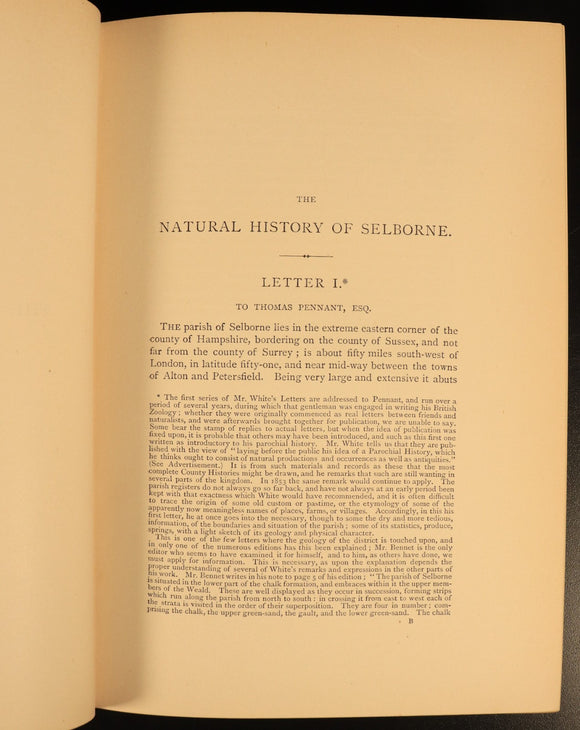 THE
NATURAL HISTORY OF SELBORNE.
LETTER I.*
TO THOMAS PENNANT, ESQ.
THE parish of Selborne lies in the extreme eastern corner of the
county of Hampshire, bordering on the county of Sussex, and not
far from the county of Surrey; is about fifty miles south-west of
London, in latitude fifty-one, and near mid-way between the towns
of Alton and Petersfield. Being very large and extensive it abuts
* The first series of Mr. White's Letters are addressed to Pennant, and run over a
period of several years, during which that gentleman was engaged in writing his British
Zoology; whether they were originally commenced as real letters between friends and
naturalists, and were afterwards brought together for publication, we are unable to say.
Some bear the stamp of replies to actual letters, but when the idea of publication was
fixed upon, it is probable that others may have been introduced, and such as this first one
written as introductory to his parochial history. Mr. White tells us that they are pub-
lished with the view of "laying before the public his idea of a Parochial History, which
he thinks ought to consist of natural productions and occurrences as well as antiquities."
(See Advertisement.) It is from such materials and records as these that the most
complete County Histories might be obtained, and he remarks that such are still wanting in
several parts of the kingdom. In 1853 the same remark would continue to apply. The
parish registers do not always go so far back, and have not always at an early period been
kept with that exactness which White would have recommended, and it is often difficult
to trace the origin of some old custom or pastime, or the etymology of some of the
apparently now meaningless names of places, farms, or villages. Accordingly, in this his
first letter, he at once goes into the necessary, though to some the dry and more tedious,
information, of the boundaries and situation of the parish; some of its statistics, produce,
springs, with a light sketch of its geology and physical character.
This is one of the few letters where the geology of the district is touched upon, and
in only one of the numerous editions has this been explained; Mr. Bennet is the only
editor who seems to have examined it for himself, and to him, as others have done, we
must apply for information. This is necessary, as upon the explanation depends the
proper understanding of several of White's remarks and expressions in the other parts of
his work. Mr. Bennet writes in his note to page 5 of his edition; "The parish of Selborne
is situated in the lower part of the chalk formation, and embraces within it the upper mem-
bers of the Weald. These are well displayed as they occur in succession, forming strips
which run along the parish from north to south: in crossing it from east to west each of
the strata is visited in the order of their superposition. They are four in number; com-
prising the chalk, the upper green-sand, the gault, and the lower green-sand. The chalk
B